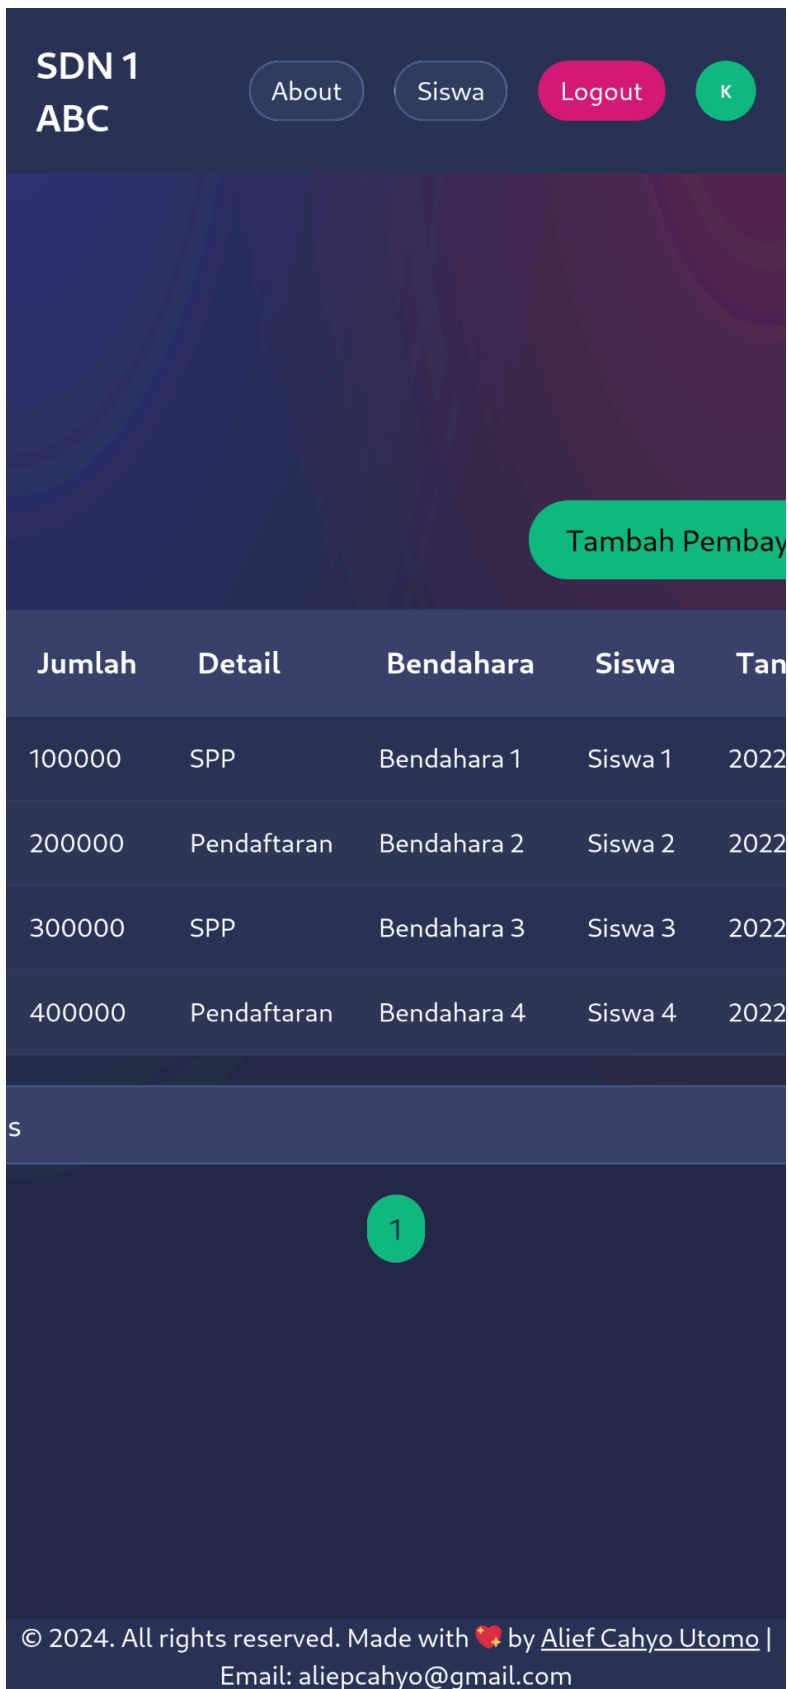 SDN 1
ABC
About Siswa Logout K
Tambah Pembay
Jumlah Detail Bendahara Siswa Tan
100000 SPP Bendahara 1 Siswa 1 2022
200000 Pendaftaran Bendahara 2 Siswa 2 2022
300000 SPP Bendahara 3 Siswa 3 2022
400000 Pendaftaran Bendahara 4 Siswa 4 2022
s
1
© 2024. All rights reserved. Made with 💖 by Alief Cahyo Utomo |
Email: aliepcahyo@gmail.com